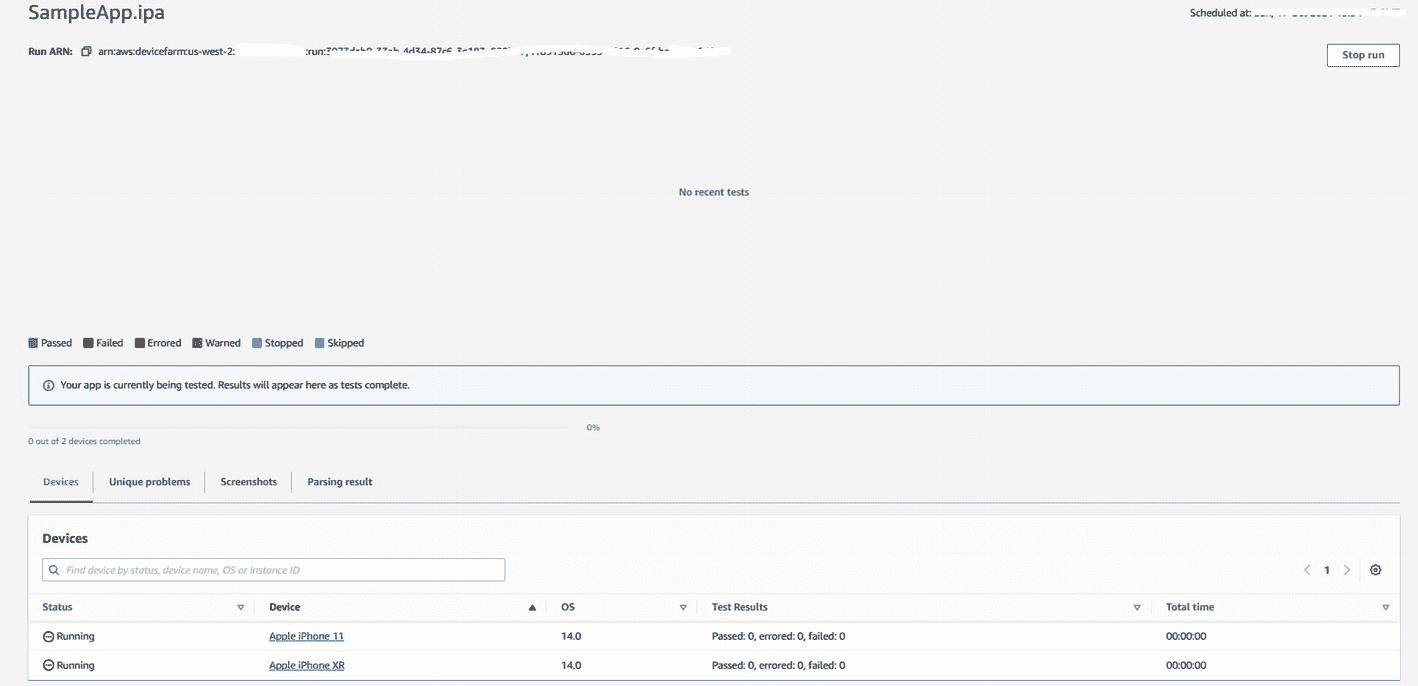 SampleApp.ipa
Scheduled at:
Run ARN: arn:aws:devicefarm:us-west-2: :run:
Stop run
No recent tests
Passed Failed Errored Warned Stopped Skipped
Your app is currently being tested. Results will appear here as tests complete.
0%
0 out of 2 devices completed
Devices Unique problems Screenshots Parsing result
Devices
Find device by status, device name, OS or instance ID
1
Status Device OS Test Results Total time
Running Apple iPhone 11 14.0 Passed: 0, errored: 0, failed: 0 00:00:00
Running Apple iPhone XR 14.0 Passed: 0, errored: 0, failed: 0 00:00:00